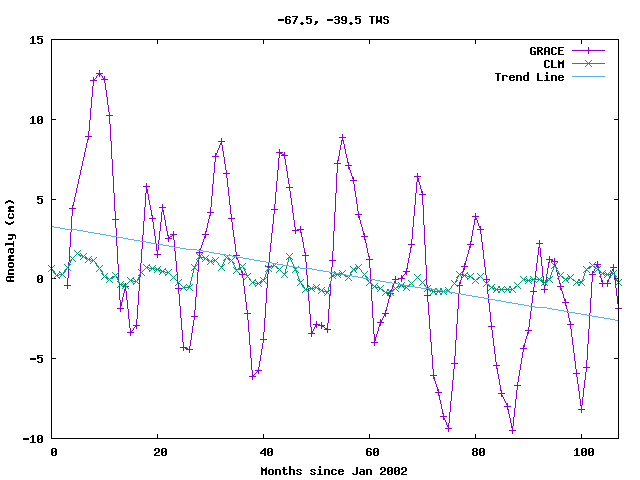 -67.5, -39.5 TWS
15
10
5
0
-5
-10
Anomaly (cm)
GRACE
CLM
Trend Line
0 20 40 60 80 100
Months since Jan 2002